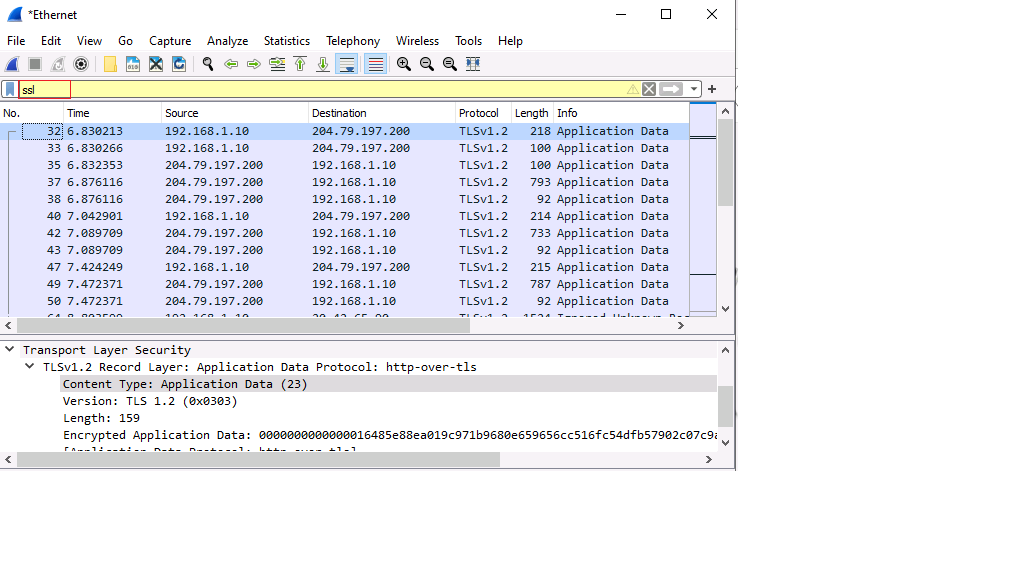 *Ethernet
File Edit View Go Capture Analyze Statistics Telephony Wireless Tools Help
ssl
No. Time Source Destination Protocol Length Info
32 6.830213 192.168.1.10 204.79.197.200 TLSv1.2 218 Application Data
33 6.830266 192.168.1.10 204.79.197.200 TLSv1.2 100 Application Data
35 6.832353 204.79.197.200 192.168.1.10 TLSv1.2 100 Application Data
37 6.876116 204.79.197.200 192.168.1.10 TLSv1.2 793 Application Data
38 6.876116 204.79.197.200 192.168.1.10 TLSv1.2 92 Application Data
40 7.042901 192.168.1.10 204.79.197.200 TLSv1.2 214 Application Data
42 7.089709 204.79.197.200 192.168.1.10 TLSv1.2 733 Application Data
43 7.089709 204.79.197.200 192.168.1.10 TLSv1.2 92 Application Data
47 7.424249 192.168.1.10 204.79.197.200 TLSv1.2 215 Application Data
49 7.472371 204.79.197.200 192.168.1.10 TLSv1.2 787 Application Data
50 7.472371 204.79.197.200 192.168.1.10 TLSv1.2 92 Application Data
Transport Layer Security
TLSv1.2 Record Layer: Application Data Protocol: http-over-tls
Content Type: Application Data (23)
Version: TLS 1.2 (0x0303)
Length: 159
Encrypted Application Data: 0000000000000016485e88ea019c971b9680e659656cc516fc54dfb57902c07c9a
[Application Data Protocol: http-over-tls]